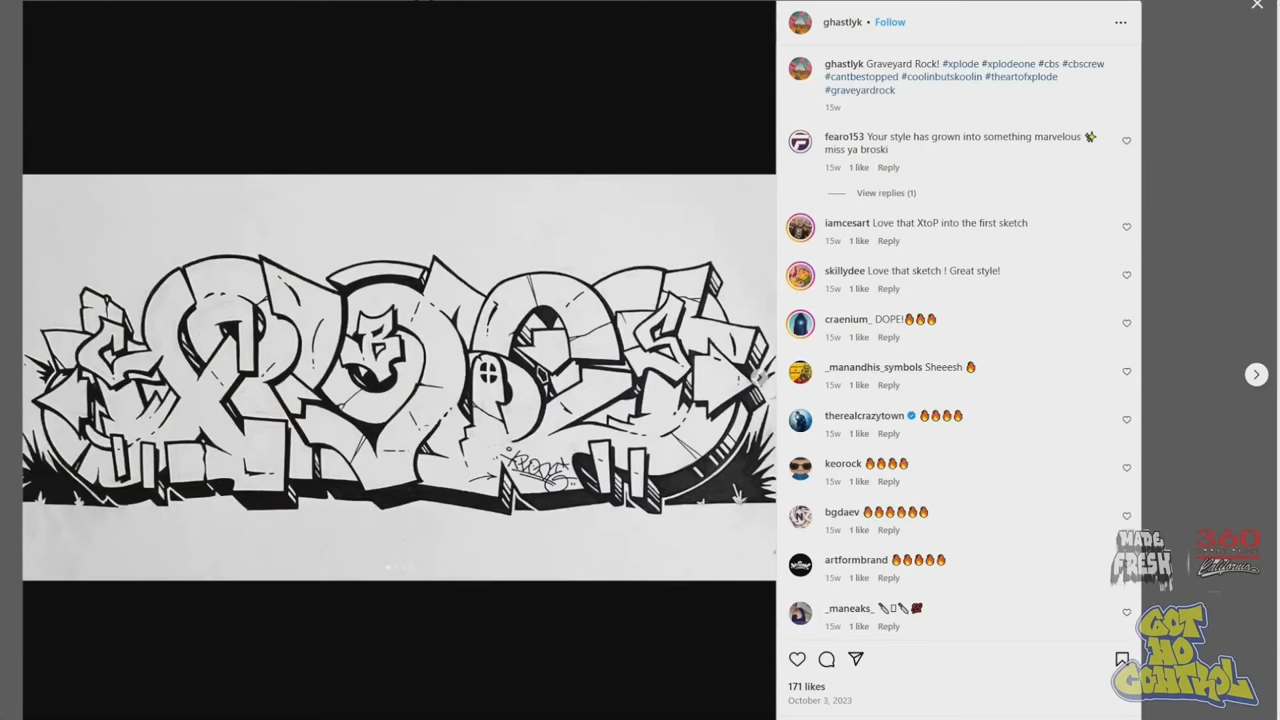 ghastlyk • Follow
ghastlyk Graveyard Rock! #xplode #xplodeone #cbs #cbscrew
#cantbestopped #coolinbutskoolin #theartofxplode
#graveyardrock
15w
fearo153 Your style has grown into something marvelous
miss ya broski
15w 1 like Reply
View replies (1)
iamcesart Love that XtoP into the first sketch
15w 1 like Reply
skillydee Love that sketch ! Great style!
15w 1 like Reply
craenium_ DOPE!🔥🔥🔥
15w 1 like Reply
_manandhis_symbols Sheeesh 🔥
15w 1 like Reply
therealcrazytown 🔥🔥🔥🔥
15w 1 like Reply
keorock 🔥🔥🔥🔥
15w 1 like Reply
bgdaev 🔥🔥🔥🔥🔥🔥
15w 1 like Reply
artformbrand 🔥🔥🔥🔥🔥
15w 1 like Reply
_maneaks_
15w 1 like Reply
171 likes
October 3, 2023
MADE
FRESH
360
California
GOT
NO
CONTROL